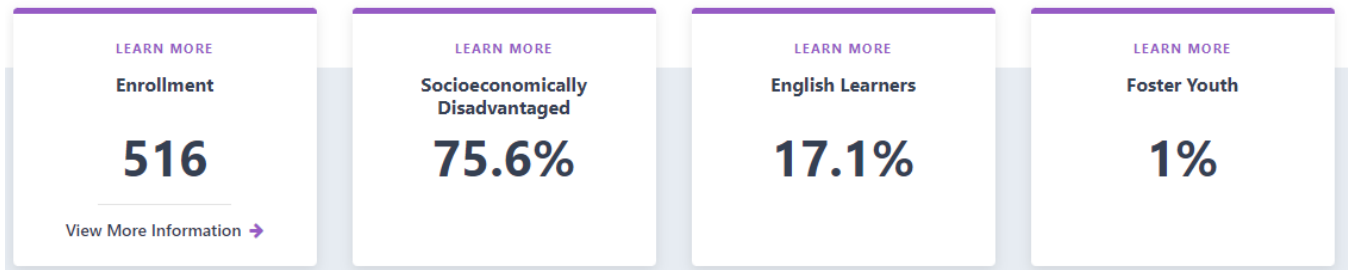 LEARN MORE
Enrollment
516
View More Information
LEARN MORE
Socioeconomically
Disadvantaged
75.6%
LEARN MORE
English Learners
17.1%
LEARN MORE
Foster Youth
1%